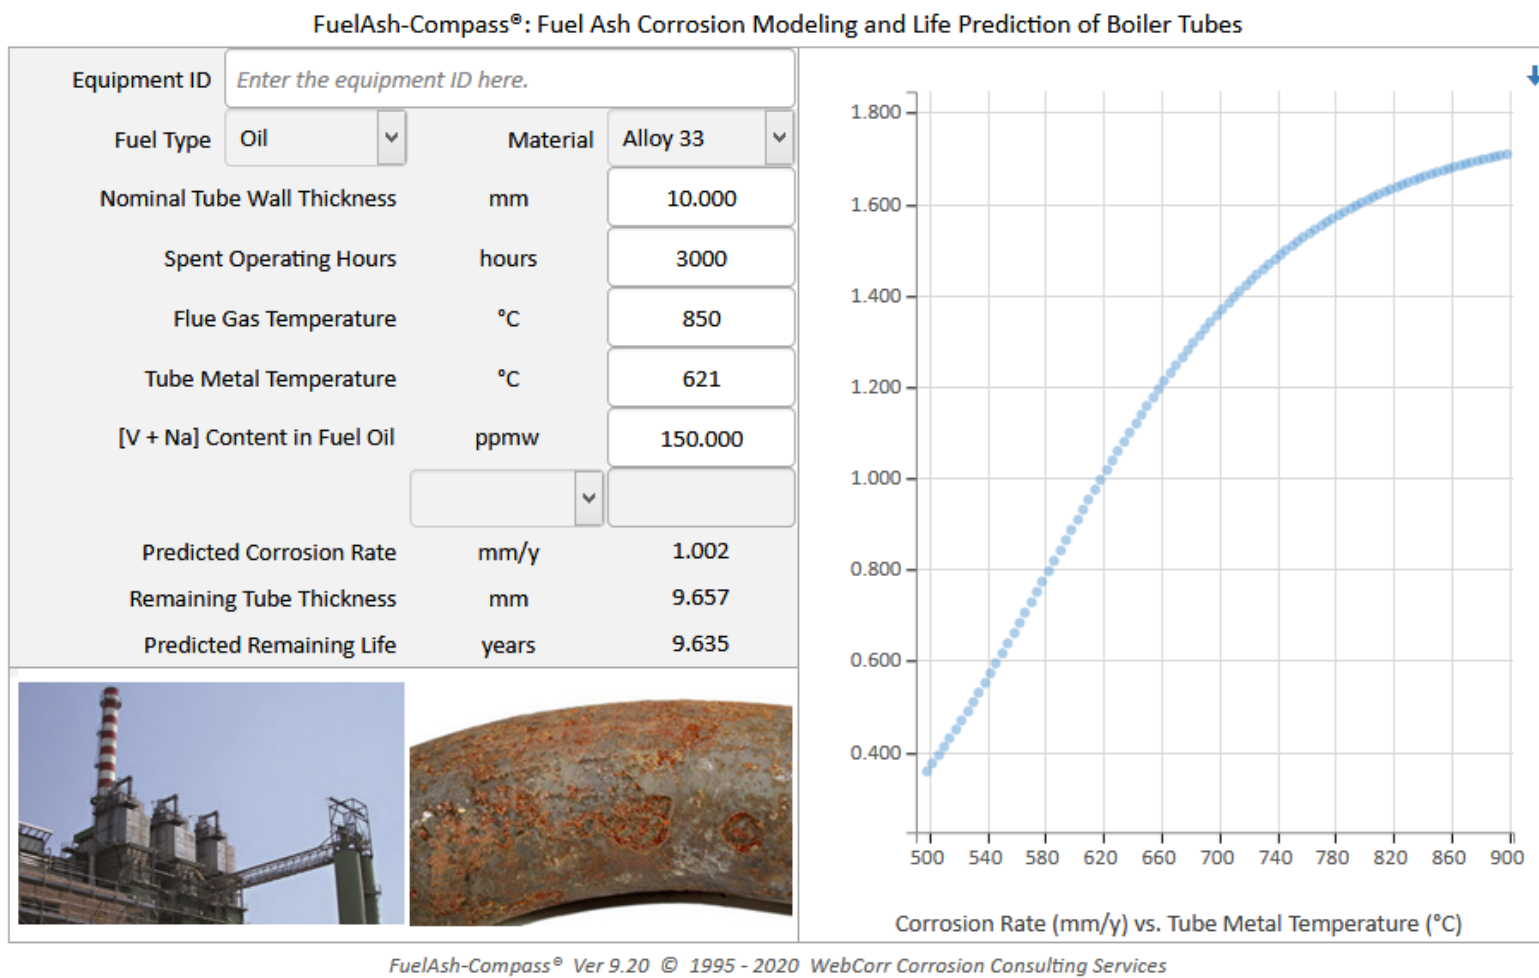 FuelAsh-Compass®: Fuel Ash Corrosion Modeling and Life Prediction of Boiler Tubes
Equipment ID Enter the equipment ID here.
Fuel Type Oil Material Alloy 33
Nominal Tube Wall Thickness mm 10.000
Spent Operating Hours hours 3000
Flue Gas Temperature °C 850
Tube Metal Temperature °C 621
[V + Na] Content in Fuel Oil ppmw 150.000
Predicted Corrosion Rate mm/y 1.002
Remaining Tube Thickness mm 9.657
Predicted Remaining Life years 9.635
1.800
1.600
1.400
1.200
1.000
0.800
0.600
0.400
500 540 580 620 660 700 740 780 820 860 900
Corrosion Rate (mm/y) vs. Tube Metal Temperature (°C)
FuelAsh-Compass® Ver 9.20 © 1995 - 2020 WebCorr Corrosion Consulting Services